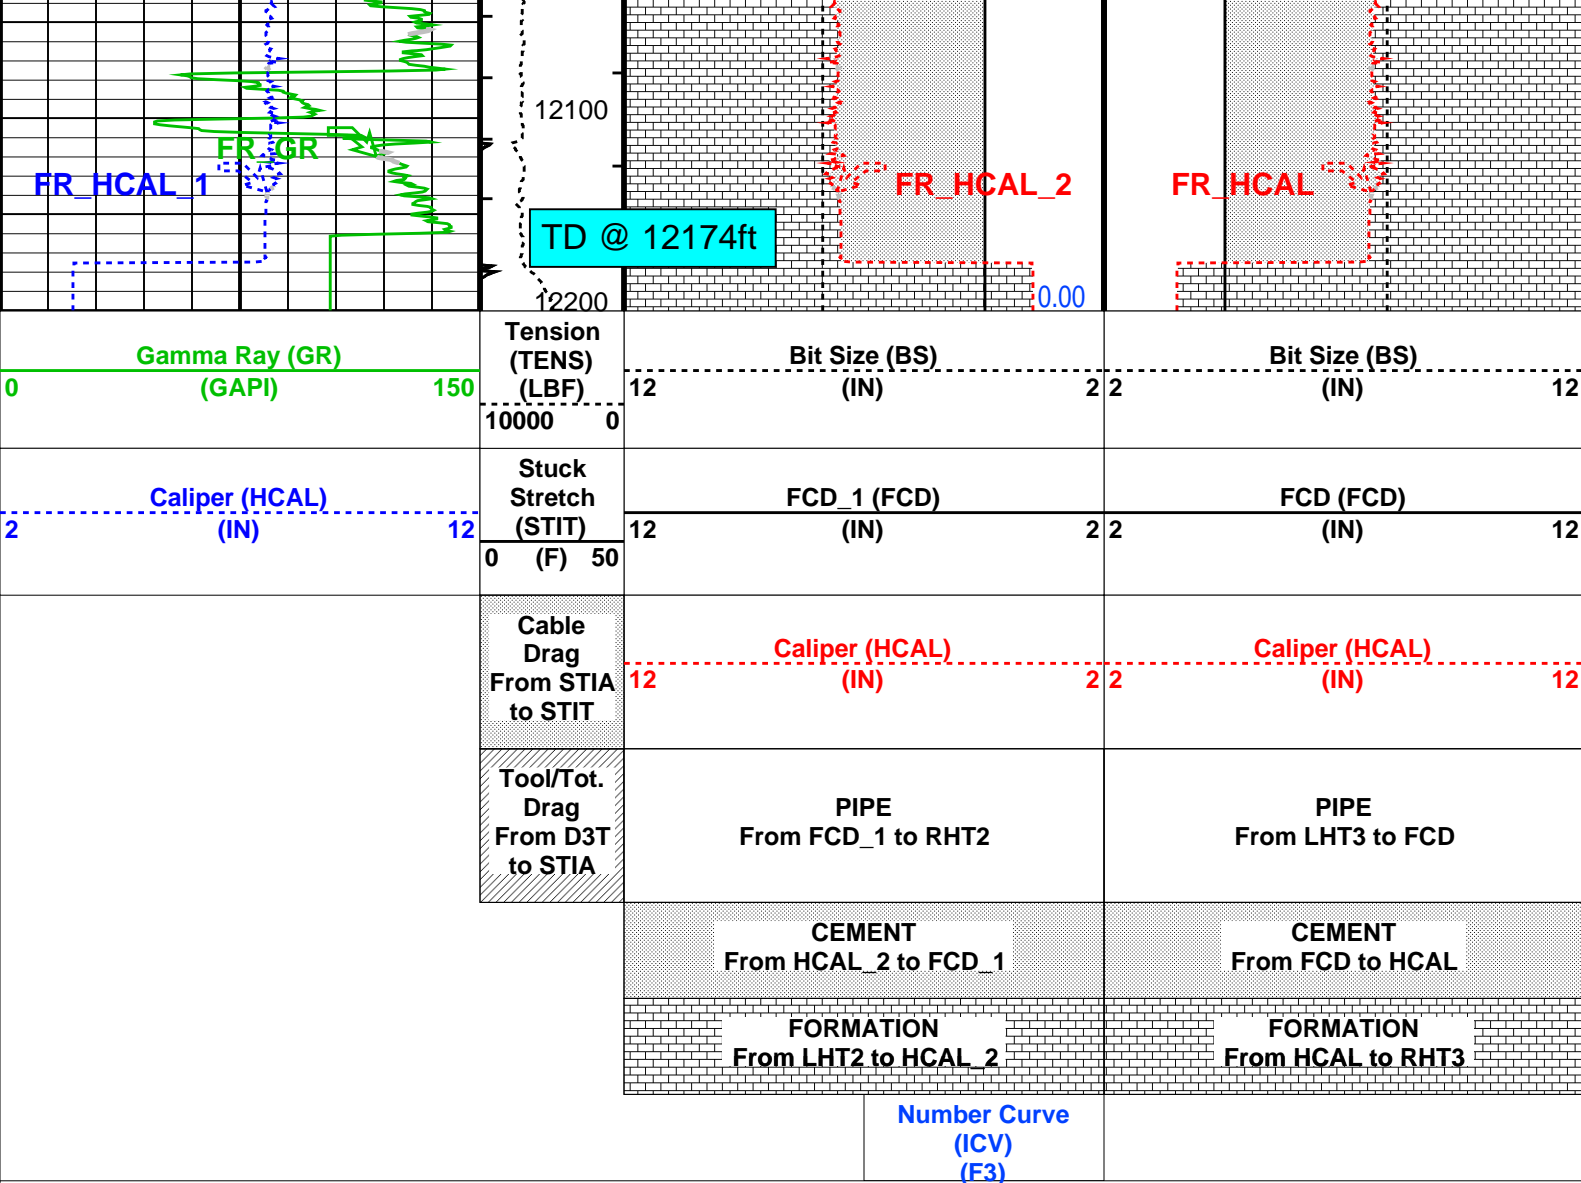 12100
FR_GR
FR_HCAL_1
FR_HCAL_2
FR_HCAL
TD @ 12174ft
12200
0.00
Gamma Ray (GR)
0 (GAPI) 150
Tension
(TENS)
(LBF)
10000 0
Bit Size (BS)
12 (IN) 2
Bit Size (BS)
2 (IN) 12
Caliper (HCAL)
2 (IN) 12
Stuck
Stretch
(STIT)
0 (F) 50
FCD_1 (FCD)
12 (IN) 2
FCD (FCD)
2 (IN) 12
Cable
Drag
From STIA
to STIT
Caliper (HCAL)
12 (IN) 2
Caliper (HCAL)
2 (IN) 12
Tool/Tot.
Drag
From D3T
to STIA
PIPE
From FCD_1 to RHT2
PIPE
From LHT3 to FCD
CEMENT
From HCAL_2 to FCD_1
CEMENT
From FCD to HCAL
FORMATION
From LHT2 to HCAL_2
FORMATION
From HCAL to RHT3
Number Curve
(ICV)
(F3)